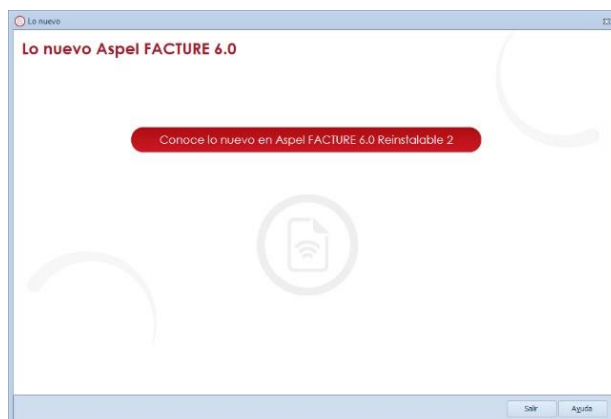 Lo nuevo
Lo nuevo Aspel FACTURE 6.0
Conoce lo nuevo en Aspel FACTURE 6.0 Reinstalable 2
Salir
Ayuda